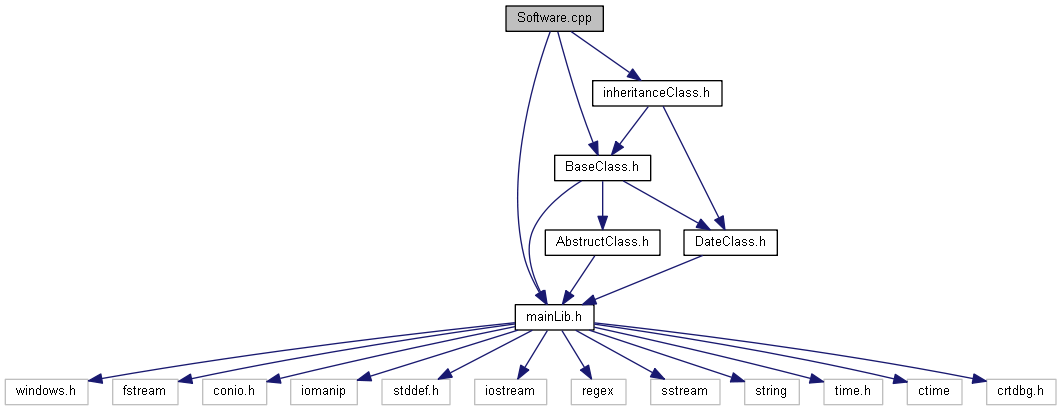 Software.cpp
inheritanceClass.h
BaseClass.h
AbstructClass.h
DateClass.h
mainLib.h
windows.h
fstream
conio.h
iomanip
stddef.h
iostream
regex
sstream
string
time.h
ctime
crtdbg.h